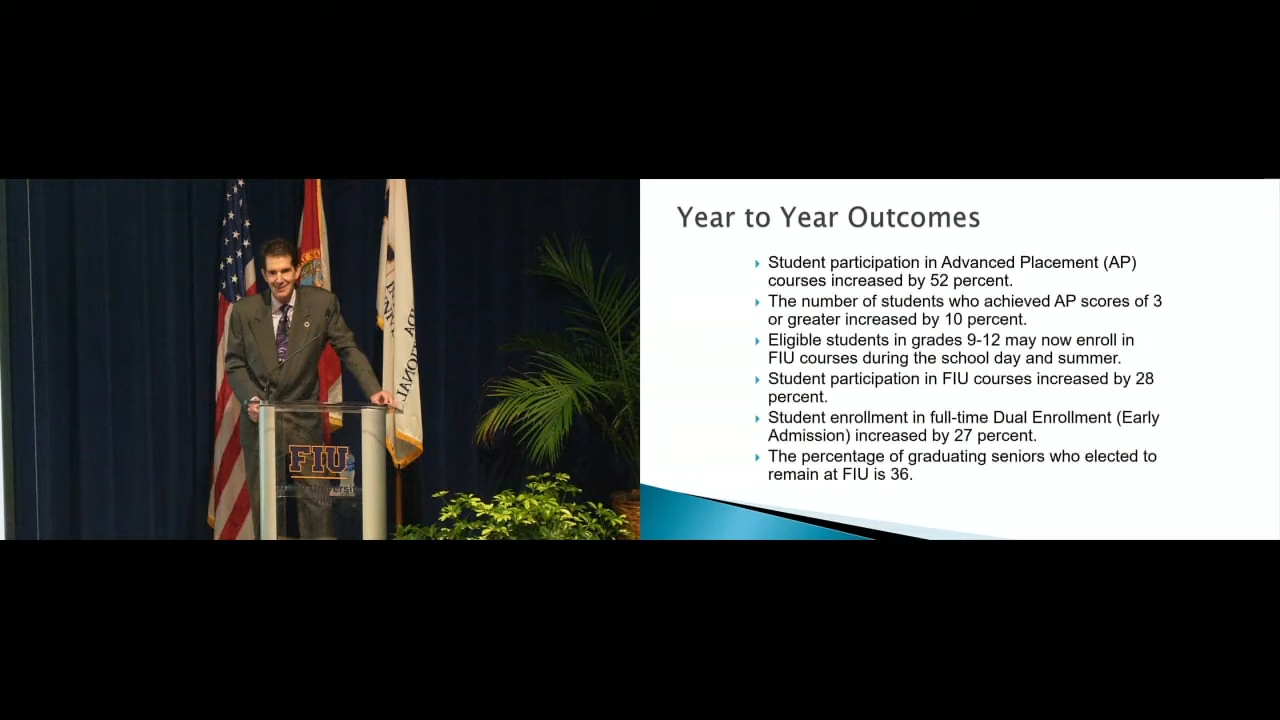 FIU
Year to Year Outcomes
Student participation in Advanced Placement (AP)
courses increased by 52 percent.
The number of students who achieved AP scores of 3
or greater increased by 10 percent.
Eligible students in grades 9-12 may now enroll in
FIU courses during the school day and summer.
Student participation in FIU courses increased by 28
percent.
Student enrollment in full-time Dual Enrollment (Early
Admission) increased by 27 percent.
The percentage of graduating seniors who elected to
remain at FIU is 36.